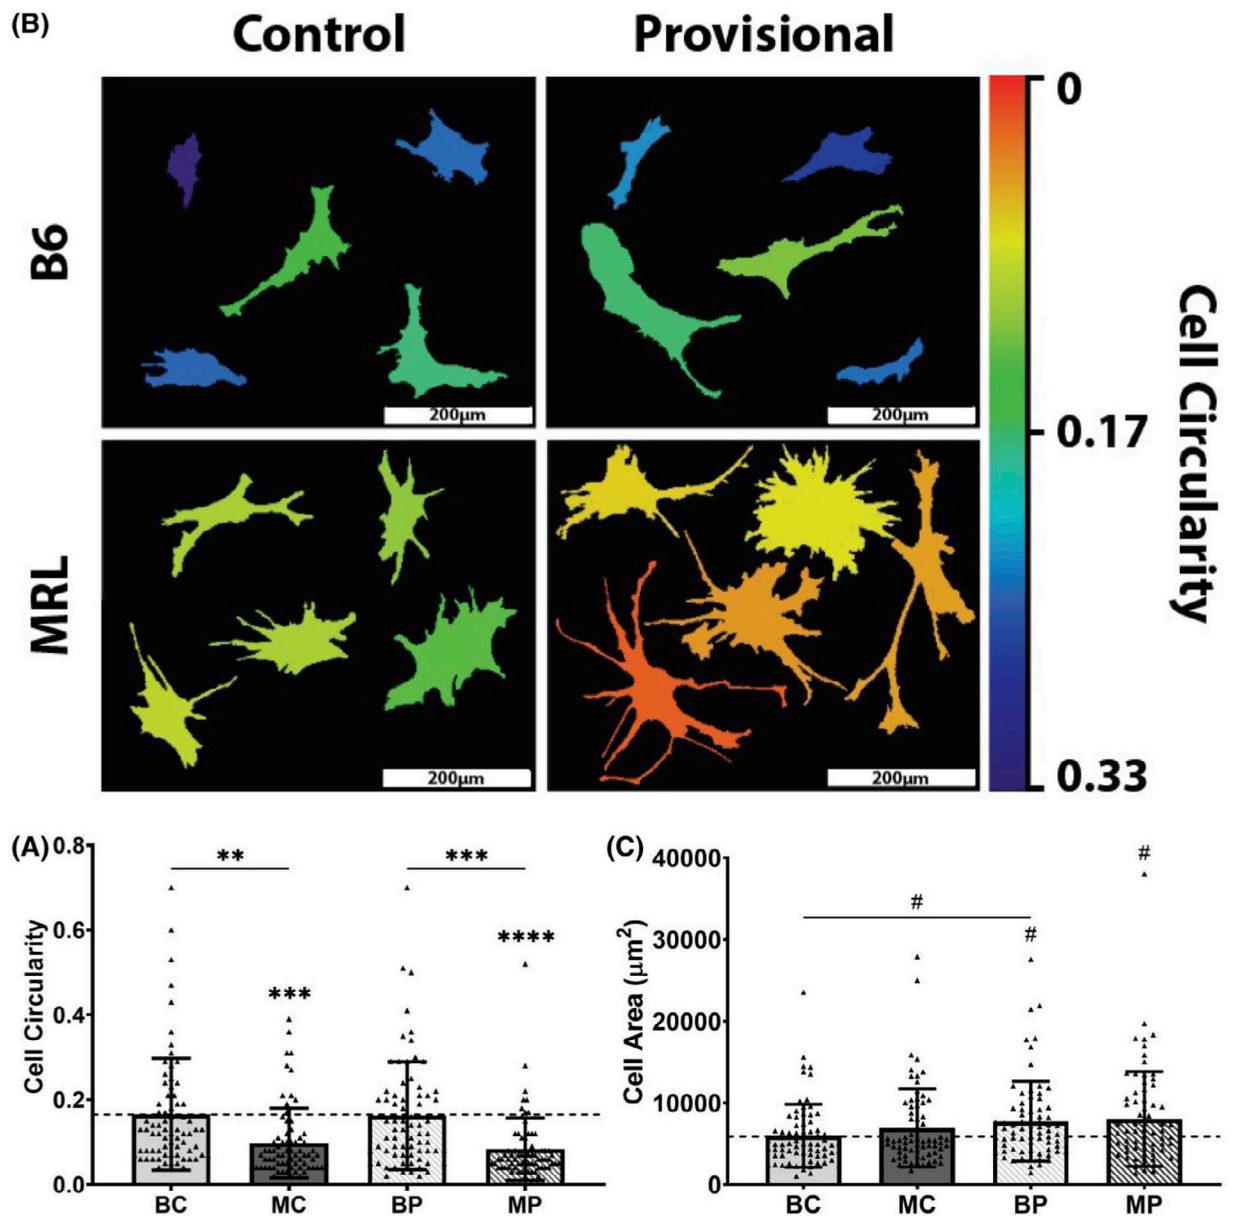 (B)
Control
Provisional
B6
200µm
200µm
MRL
200µm
200µm
0
0.17
0.33
Cell Circularity
(A)
Cell Circularity
0.8
0.6
0.4
0.2
0.0
**
***
***
****
BC
MC
BP
MP
(C)
Cell Area (µm²)
40000
30000
20000
10000
0
#
#
#
BC
MC
BP
MP